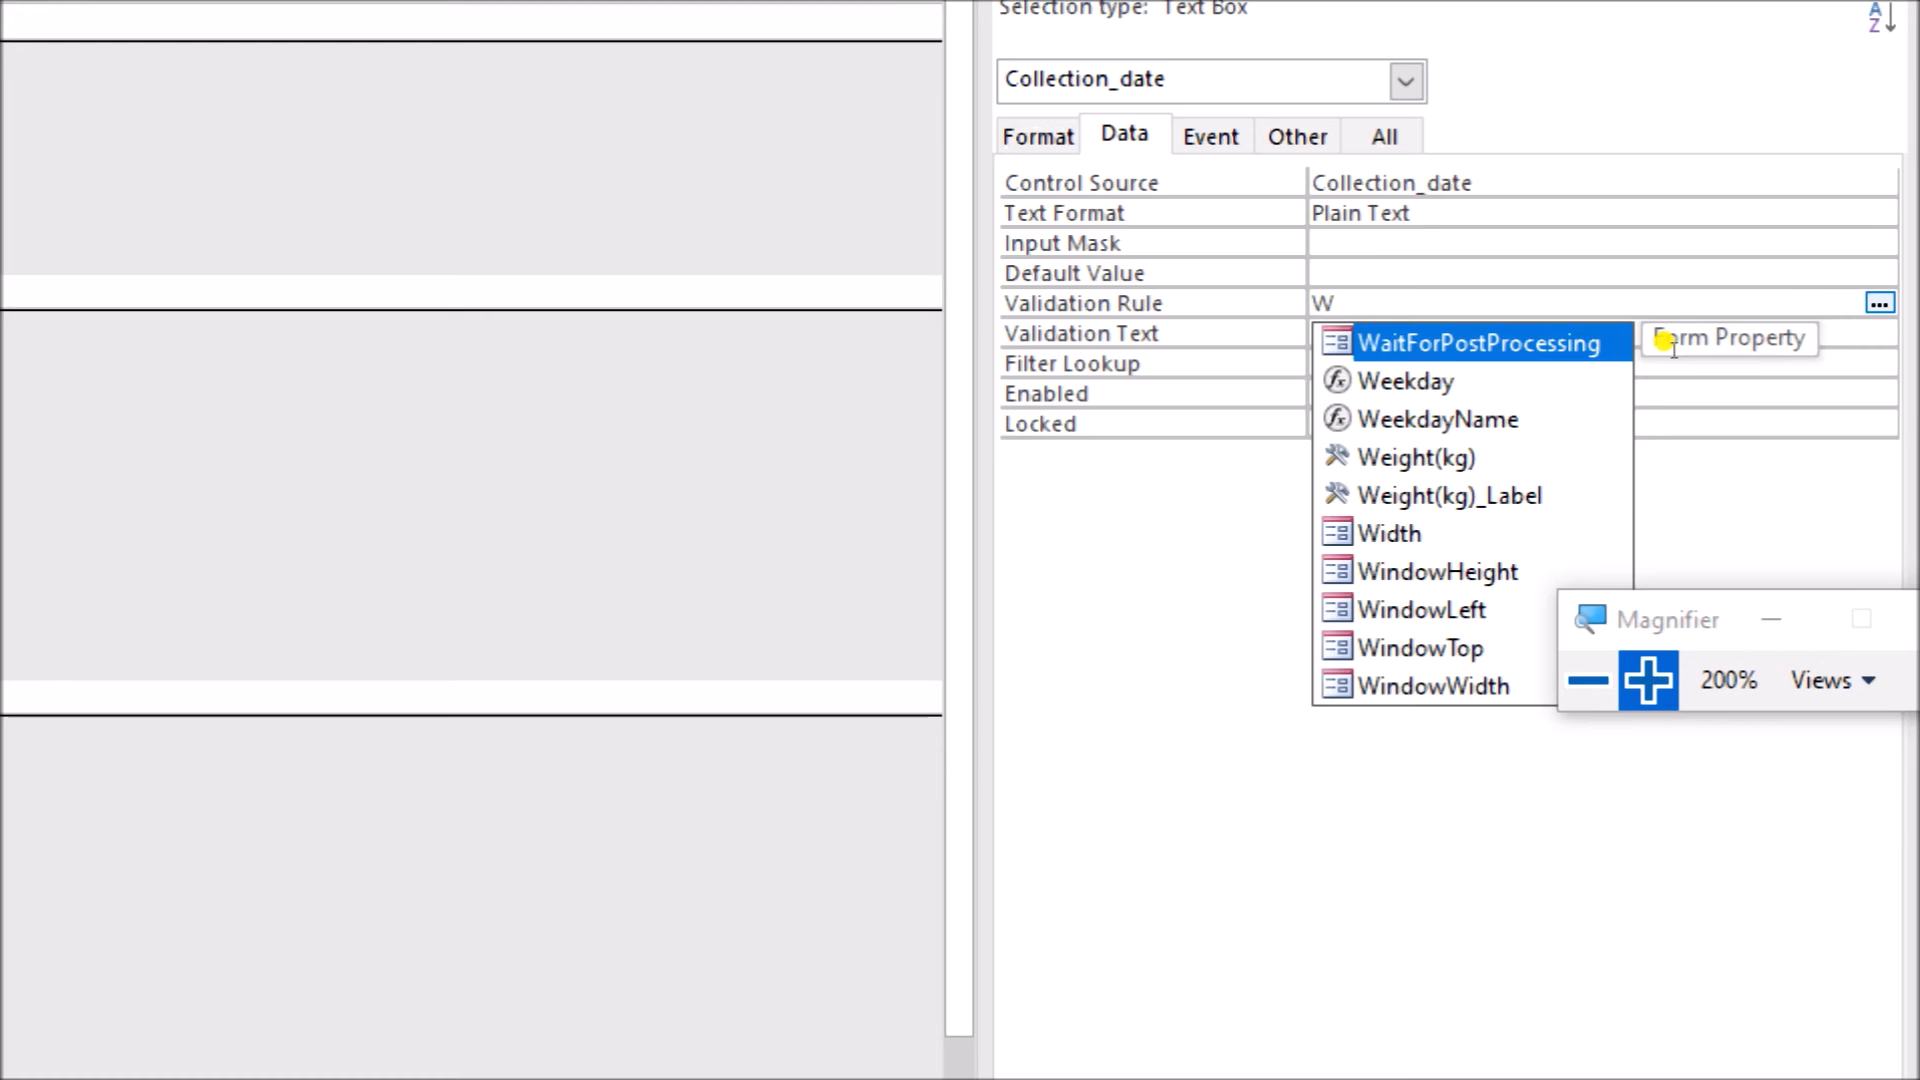 Selection type: Text Box
Collection_date
Format Data Event Other All
Control Source Collection_date
Text Format Plain Text
Input Mask
Default Value
Validation Rule W ...
Validation Text
Filter Lookup
Enabled
Locked
WaitForPostProcessing
Form Property
Weekday
WeekdayName
Weight(kg)
Weight(kg)_Label
Width
WindowHeight
WindowLeft
WindowTop
WindowWidth
Magnifier
200% Views